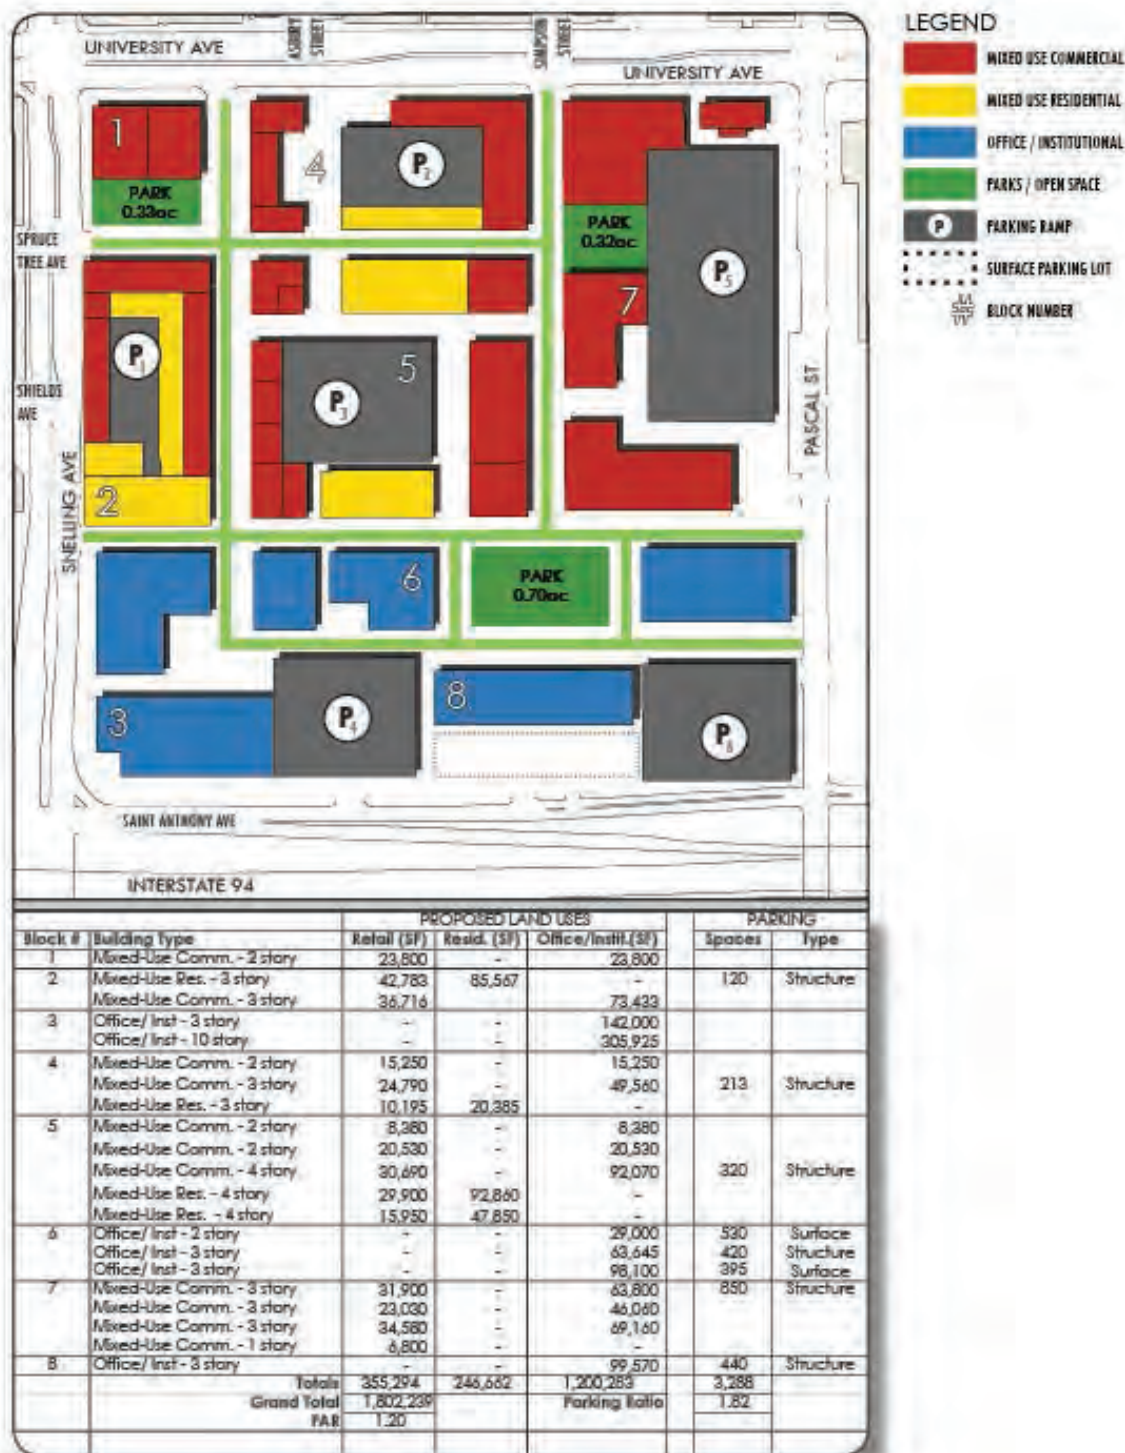 LEGEND
MIXED USE COMMERCIAL
MIXED USE RESIDENTIAL
OFFICE / INSTITUTIONAL
PARKS / OPEN SPACE
P PARKING RAMP
SURFACE PARKING LOT
## BLOCK NUMBER
UNIVERSITY AVE
ASBURY STREET
SIMPSON STREET
UNIVERSITY AVE
1
PARK
0.33ac
4
P2
PARK
0.32ac
P5
SPRUCE
TREE AVE
7
P1
5
P3
SHIELDS
AVE
PASCAL ST
SNELLING AVE
2
6
PARK
0.70ac
3
P4
8
P6
SAINT ANTHONY AVE
INTERSTATE 94
PROPOSED LAND USES PARKING
Block # Building Type Retail (SF) Resid. (SF) Office/Instit.(SF) Spaces Type
1 Mixed-Use Comm. - 2 story 23,800 - 23,800
2 Mixed-Use Res. - 3 story 42,783 85,567 - 120 Structure
Mixed-Use Comm. - 3 story 36,716 73,433
3 Office/ Inst - 3 story - - 142,000
Office/ Inst - 10 story - - 305,925
4 Mixed-Use Comm. - 2 story 15,250 - 15,250
Mixed-Use Comm. - 3 story 24,790 - 49,560 213 Structure
Mixed-Use Res. - 3 story 10,195 20,385 -
5 Mixed-Use Comm. - 2 story 8,380 - 8,380
Mixed-Use Comm. - 2 story 20,530 - 20,530
Mixed-Use Comm. - 4 story 30,690 - 92,070 320 Structure
Mixed-Use Res. - 4 story 29,900 92,860 -
Mixed-Use Res. - 4 story 15,950 47,850 -
6 Office/ Inst - 2 story - - 29,000 530 Surface
Office/ Inst - 3 story - - 63,645 420 Structure
Office/ Inst - 3 story - - 98,100 395 Surface
7 Mixed-Use Comm. - 3 story 31,900 - 63,800 850 Structure
Mixed-Use Comm. - 3 story 23,030 - 46,060
Mixed-Use Comm. - 3 story 34,580 - 69,160
Mixed-Use Comm. - 1 story 6,800 - -
8 Office/ Inst - 3 story - - 99,570 440 Structure
Totals 355,294 246,662 1,200,283 3,288
Grand Total 1,802,239 Parking Ratio 1.82
FAR 1.20